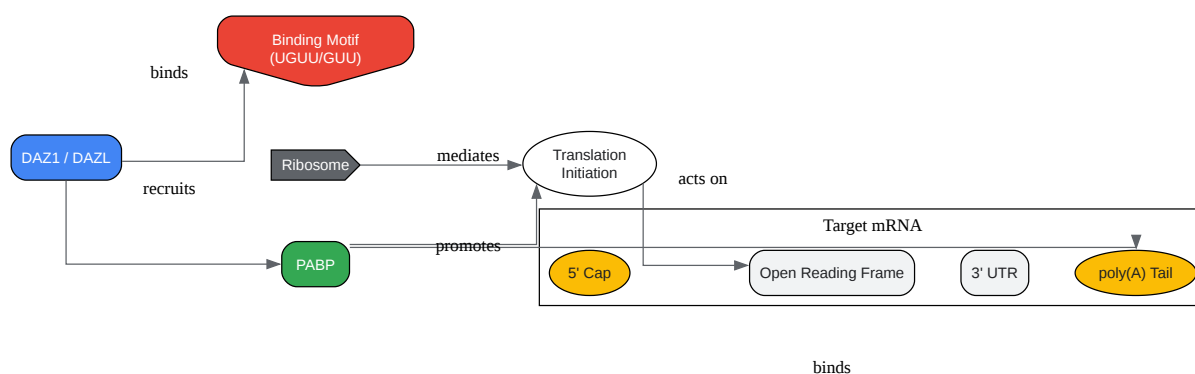 Binding Motif
(UGUU/GUU)
binds
DAZ1 / DAZL
Ribosome
mediates
Translation
Initiation
recruits
acts on
Target mRNA
PABP
promotes
5' Cap
Open Reading Frame
3' UTR
poly(A) Tail
binds